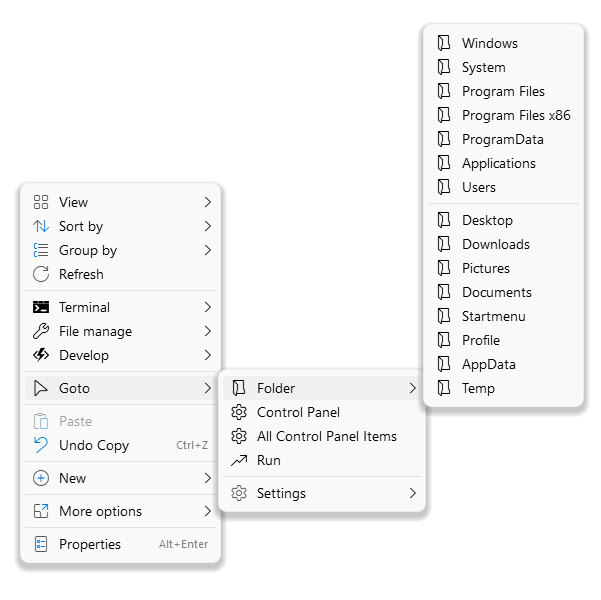 View
Sort by
Group by
Refresh
Terminal
File manage
Develop
Goto
Paste
Undo Copy Ctrl+Z
New
More options
Properties Alt+Enter
Folder
Control Panel
All Control Panel Items
Run
Settings
Windows
System
Program Files
Program Files x86
ProgramData
Applications
Users
Desktop
Downloads
Pictures
Documents
Startmenu
Profile
AppData
Temp